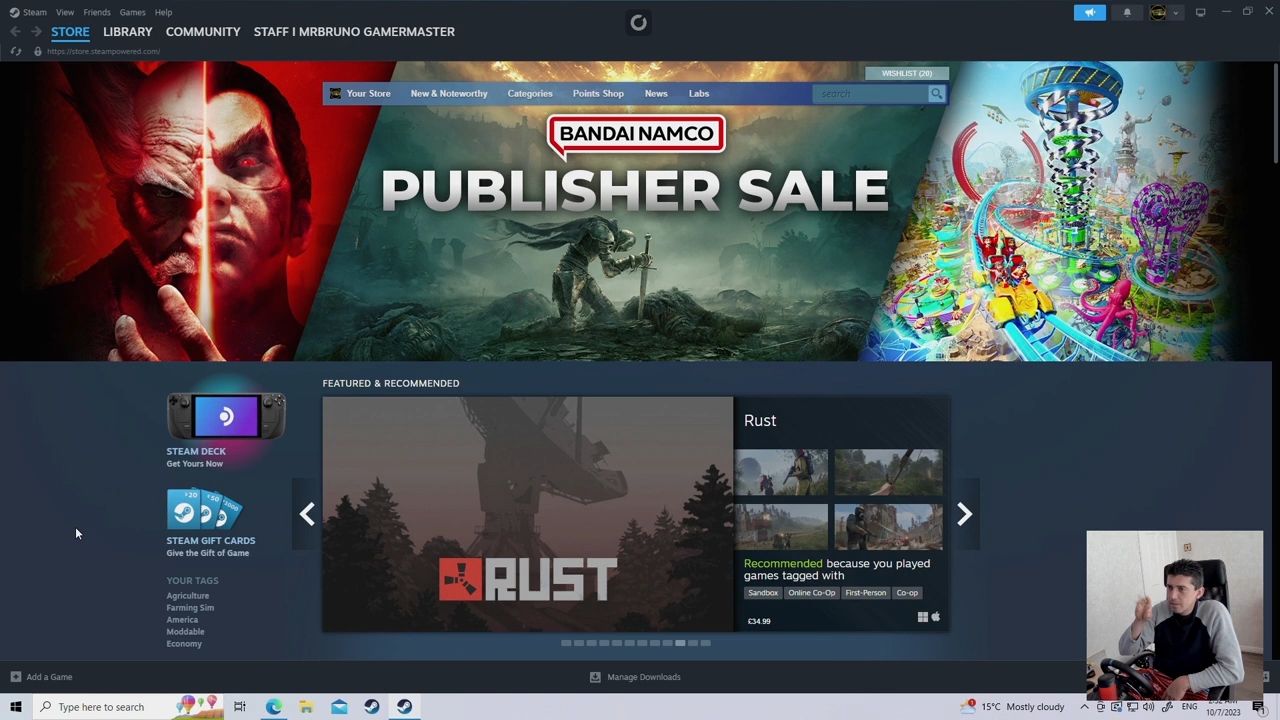 Steam View Friends Games Help
STORE LIBRARY COMMUNITY STAFF I MRBRUNO GAMERMASTER
https://store.steampowered.com/
WISHLIST (20)
Your Store New & Noteworthy Categories Points Shop News Labs search
BANDAI NAMCO
PUBLISHER SALE
FEATURED & RECOMMENDED
STEAM DECK
Get Yours Now
STEAM GIFT CARDS
Give the Gift of Game
YOUR TAGS
Agriculture
Farming Sim
America
Moddable
Economy
RUST
Rust
Recommended because you played
games tagged with
Sandbox Online Co-Op First-Person Co-op
£34.99
Add a Game
Manage Downloads
Type here to search
15°C Mostly cloudy
ENG
10/7/2023